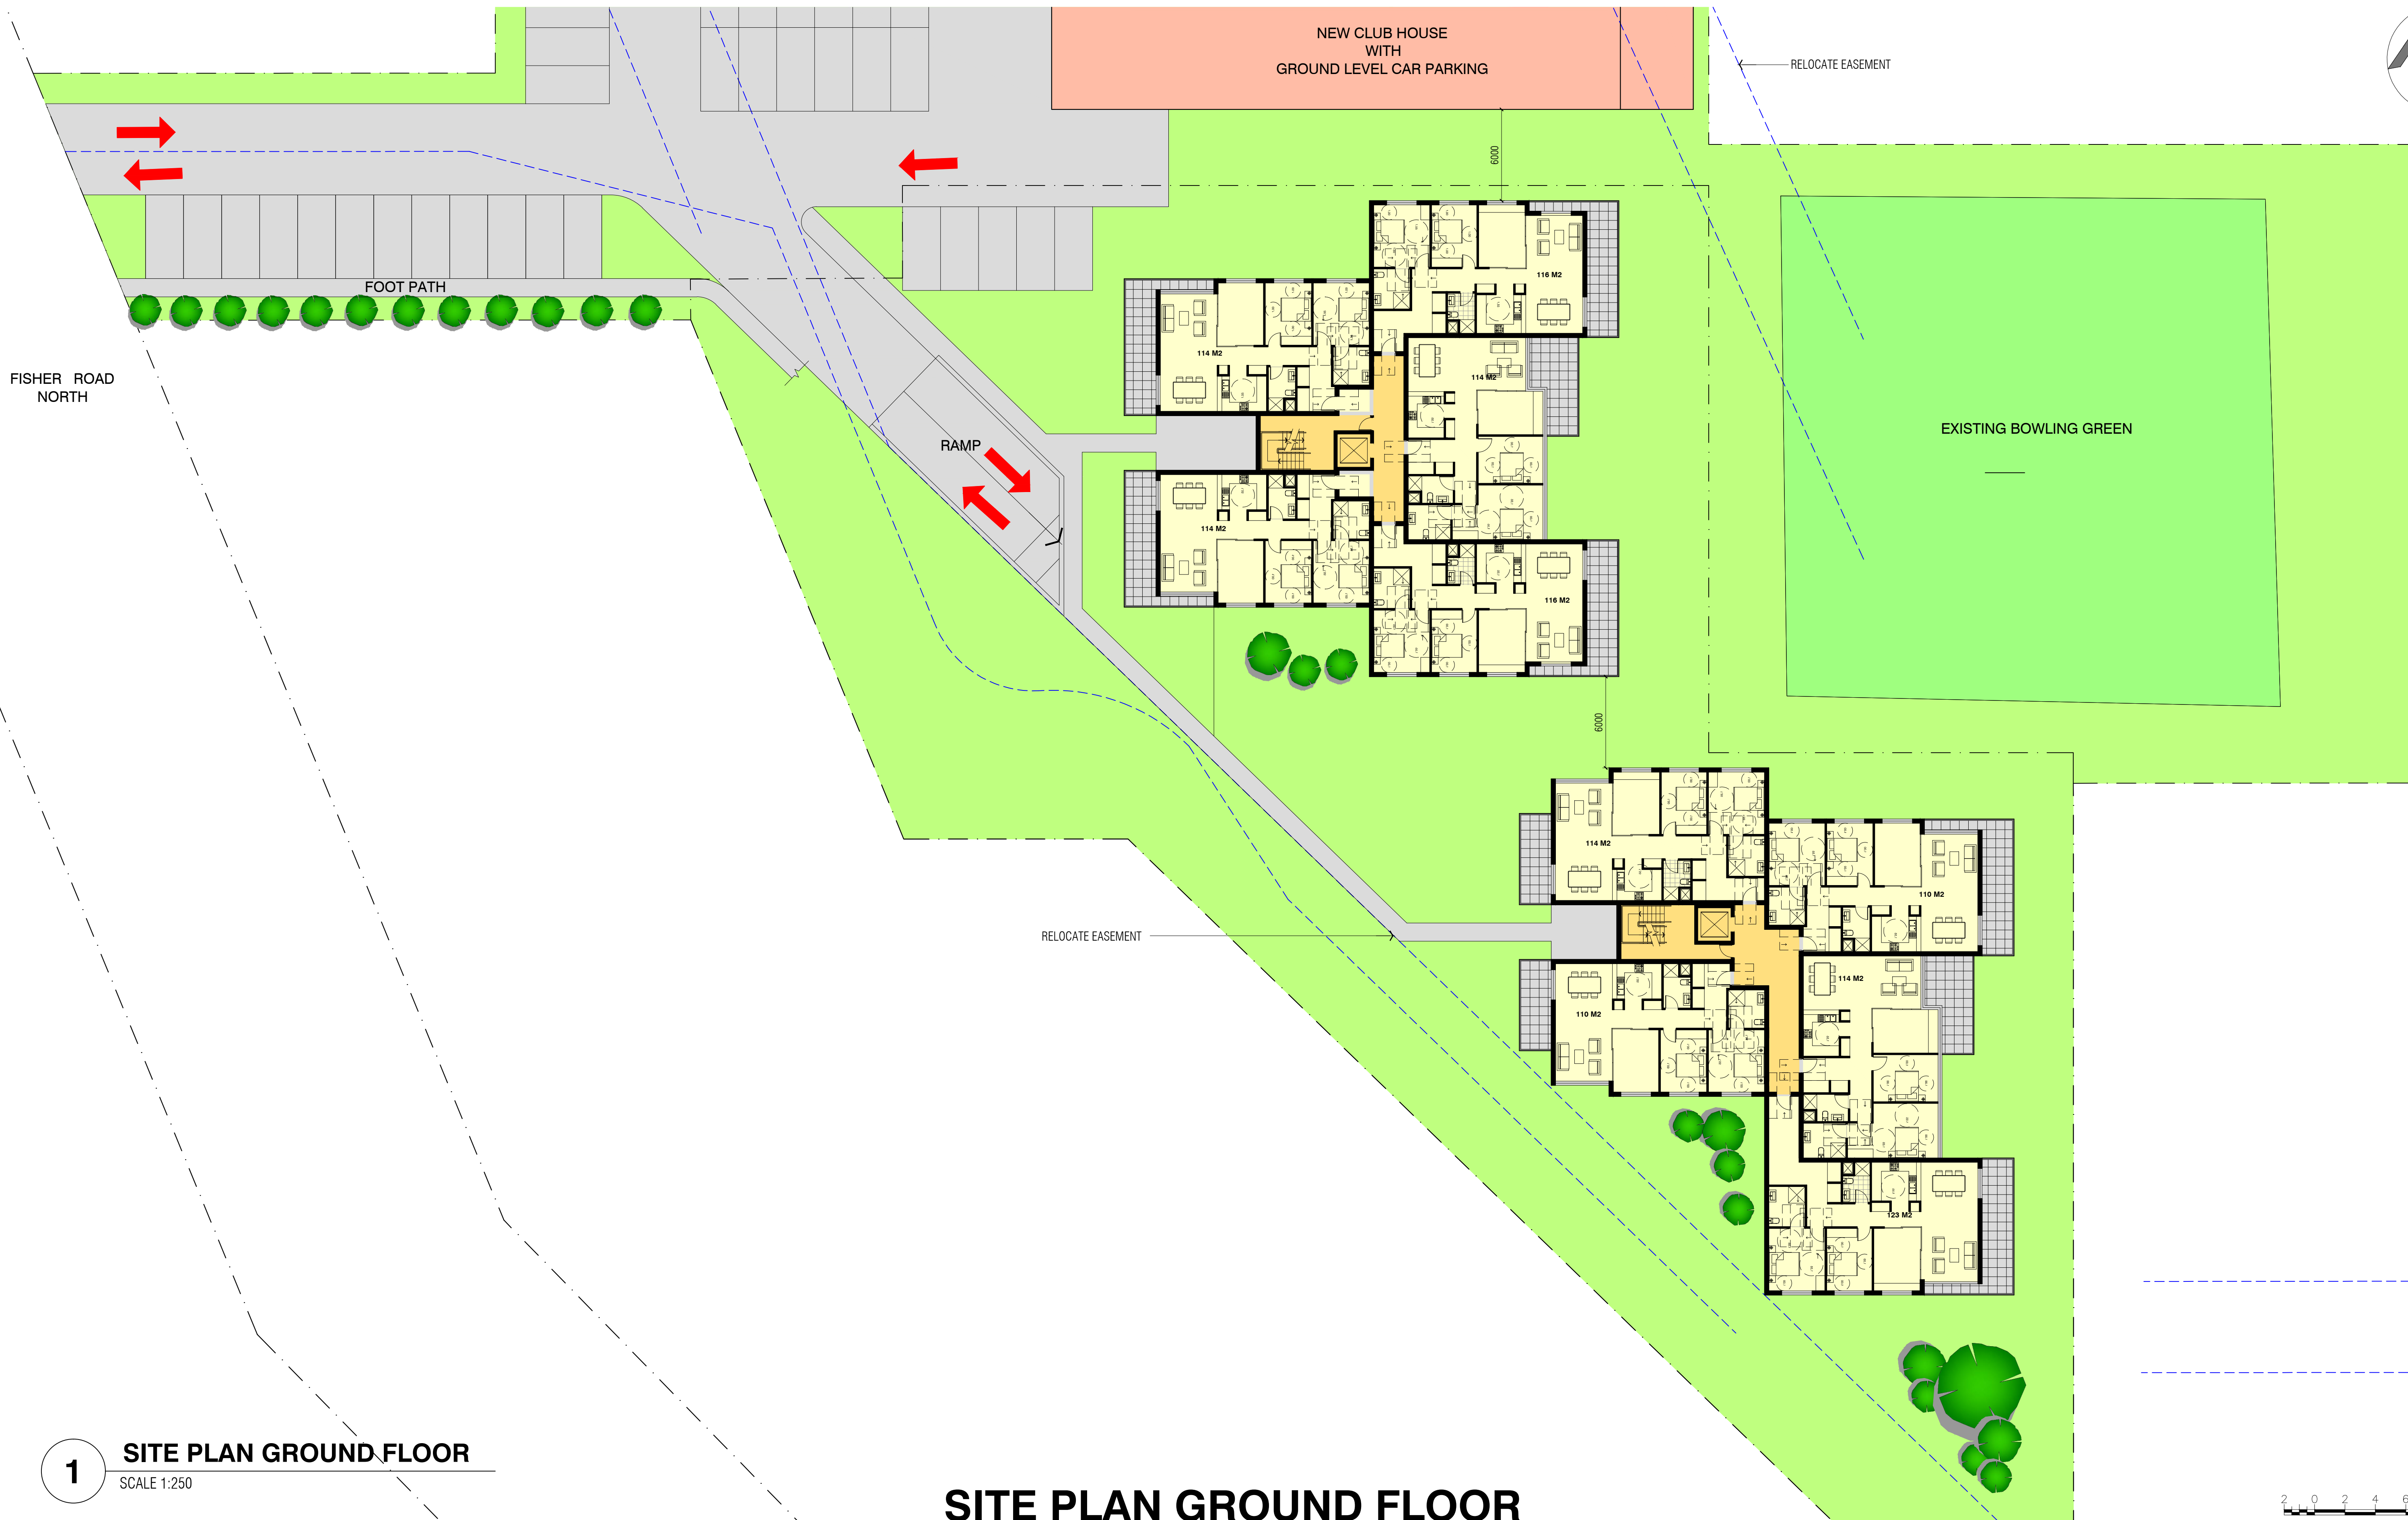 NEW CLUB HOUSE
WITH
GROUND LEVEL CAR PARKING
RELOCATE EASEMENT
6000
116 M2
FOOT PATH
114 M2
FISHER ROAD
NORTH
114 M2
EXISTING BOWLING GREEN
RAMP
114 M2
116 M2
6000
114 M2
110 M2
RELOCATE EASEMENT
114 M2
110 M2
123 M2
1
SITE PLAN GROUND FLOOR
SCALE 1:250
SITE PLAN GROUND FLOOR
2 0 2 4 6